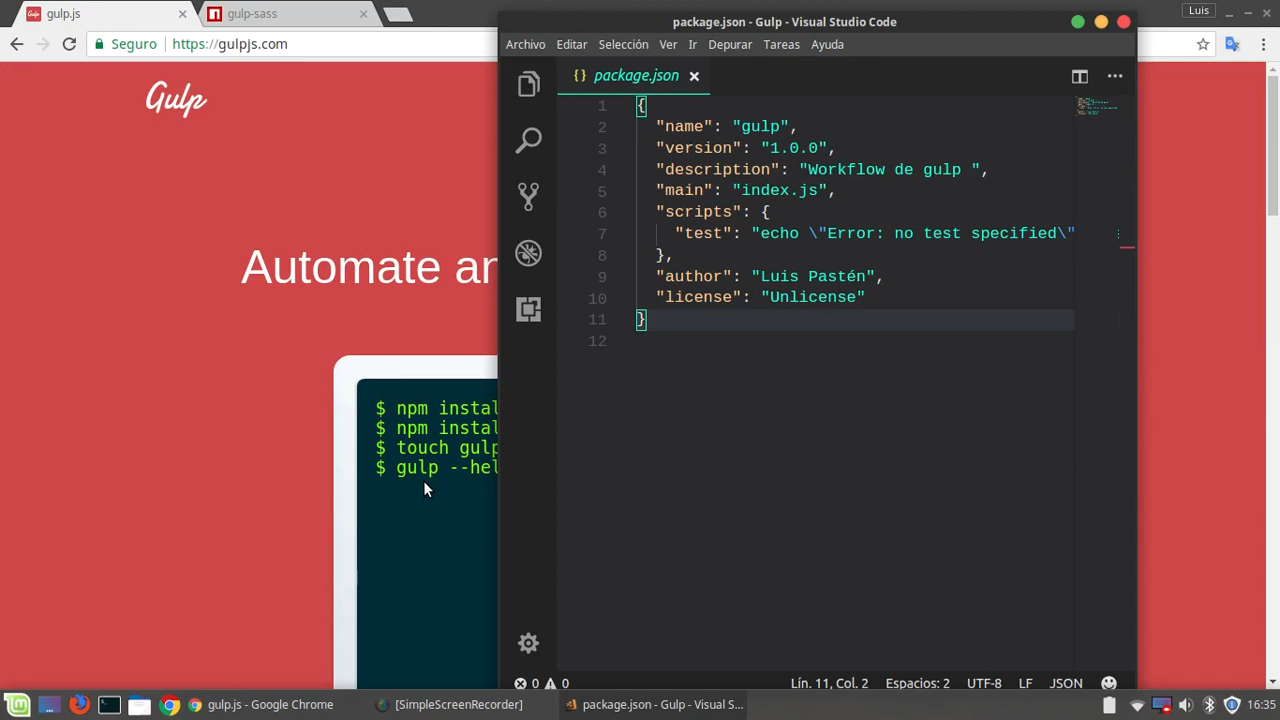 gulp.js
gulp-sass
Luis
Seguro
https://gulpjs.com
Gulp
Automate an
$ npm instal
$ npm instal
$ touch gulp
$ gulp --hel
package.json - Gulp - Visual Studio Code
Archivo Editar Selección Ver Ir Depurar Tareas Ayuda
{} package.json
1 {
2 "name": "gulp",
3 "version": "1.0.0",
4 "description": "Workflow de gulp ",
5 "main": "index.js",
6 "scripts": {
7 "test": "echo \"Error: no test specified\"
8 },
9 "author": "Luis Pastén",
10 "license": "Unlicense"
11 }
12
0 0 Lín. 11, Col. 2 Espacios: 2 UTF-8 LF JSON
gulp.js - Google Chrome
[SimpleScreenRecorder]
package.json - Gulp - Visual S...
16:35